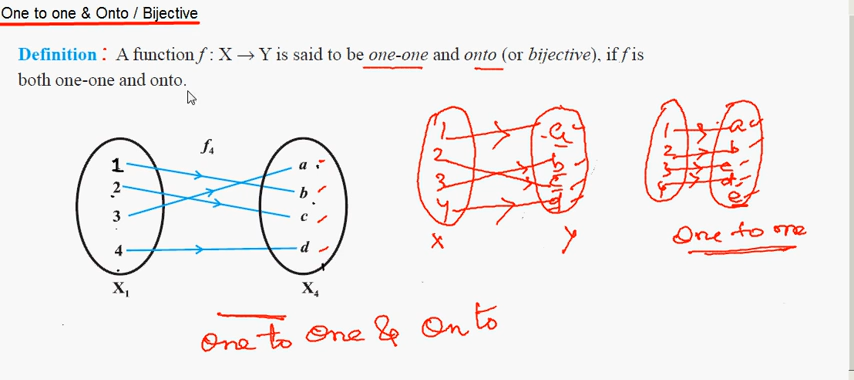 One to one & Onto / Bijective
Definition : A function f : X → Y is said to be one-one and onto (or bijective), if f is
both one-one and onto.
f₄
1
2
3
4
X₁
a
b
c
d
X₄
1
2
3
4
X
a
b
c
d
Y
1
2
3
4
a
b
c
d
e
One to one
One to One & Onto